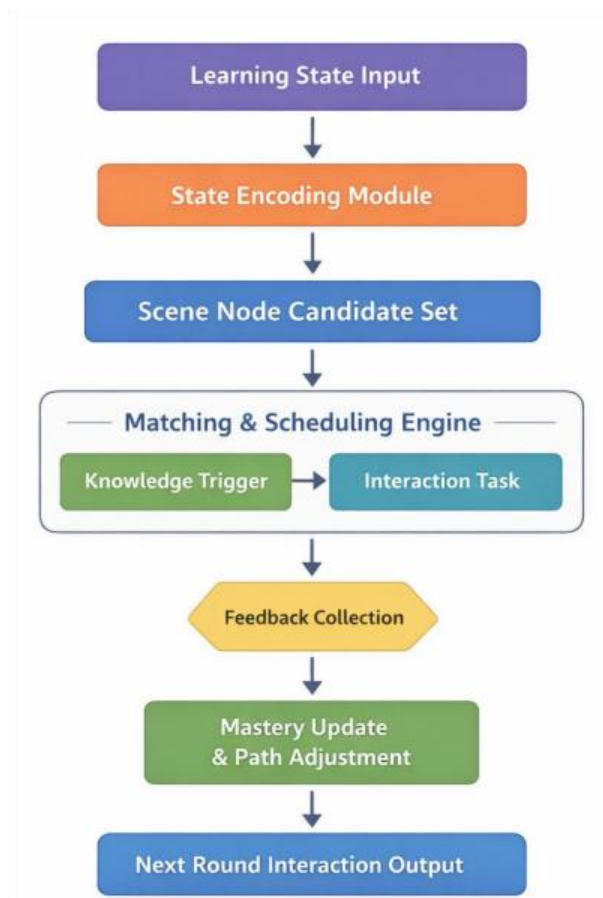 Learning State Input
State Encoding Module
Scene Node Candidate Set
Matching & Scheduling Engine
Knowledge Trigger
Interaction Task
Feedback Collection
Mastery Update
& Path Adjustment
Next Round Interaction Output